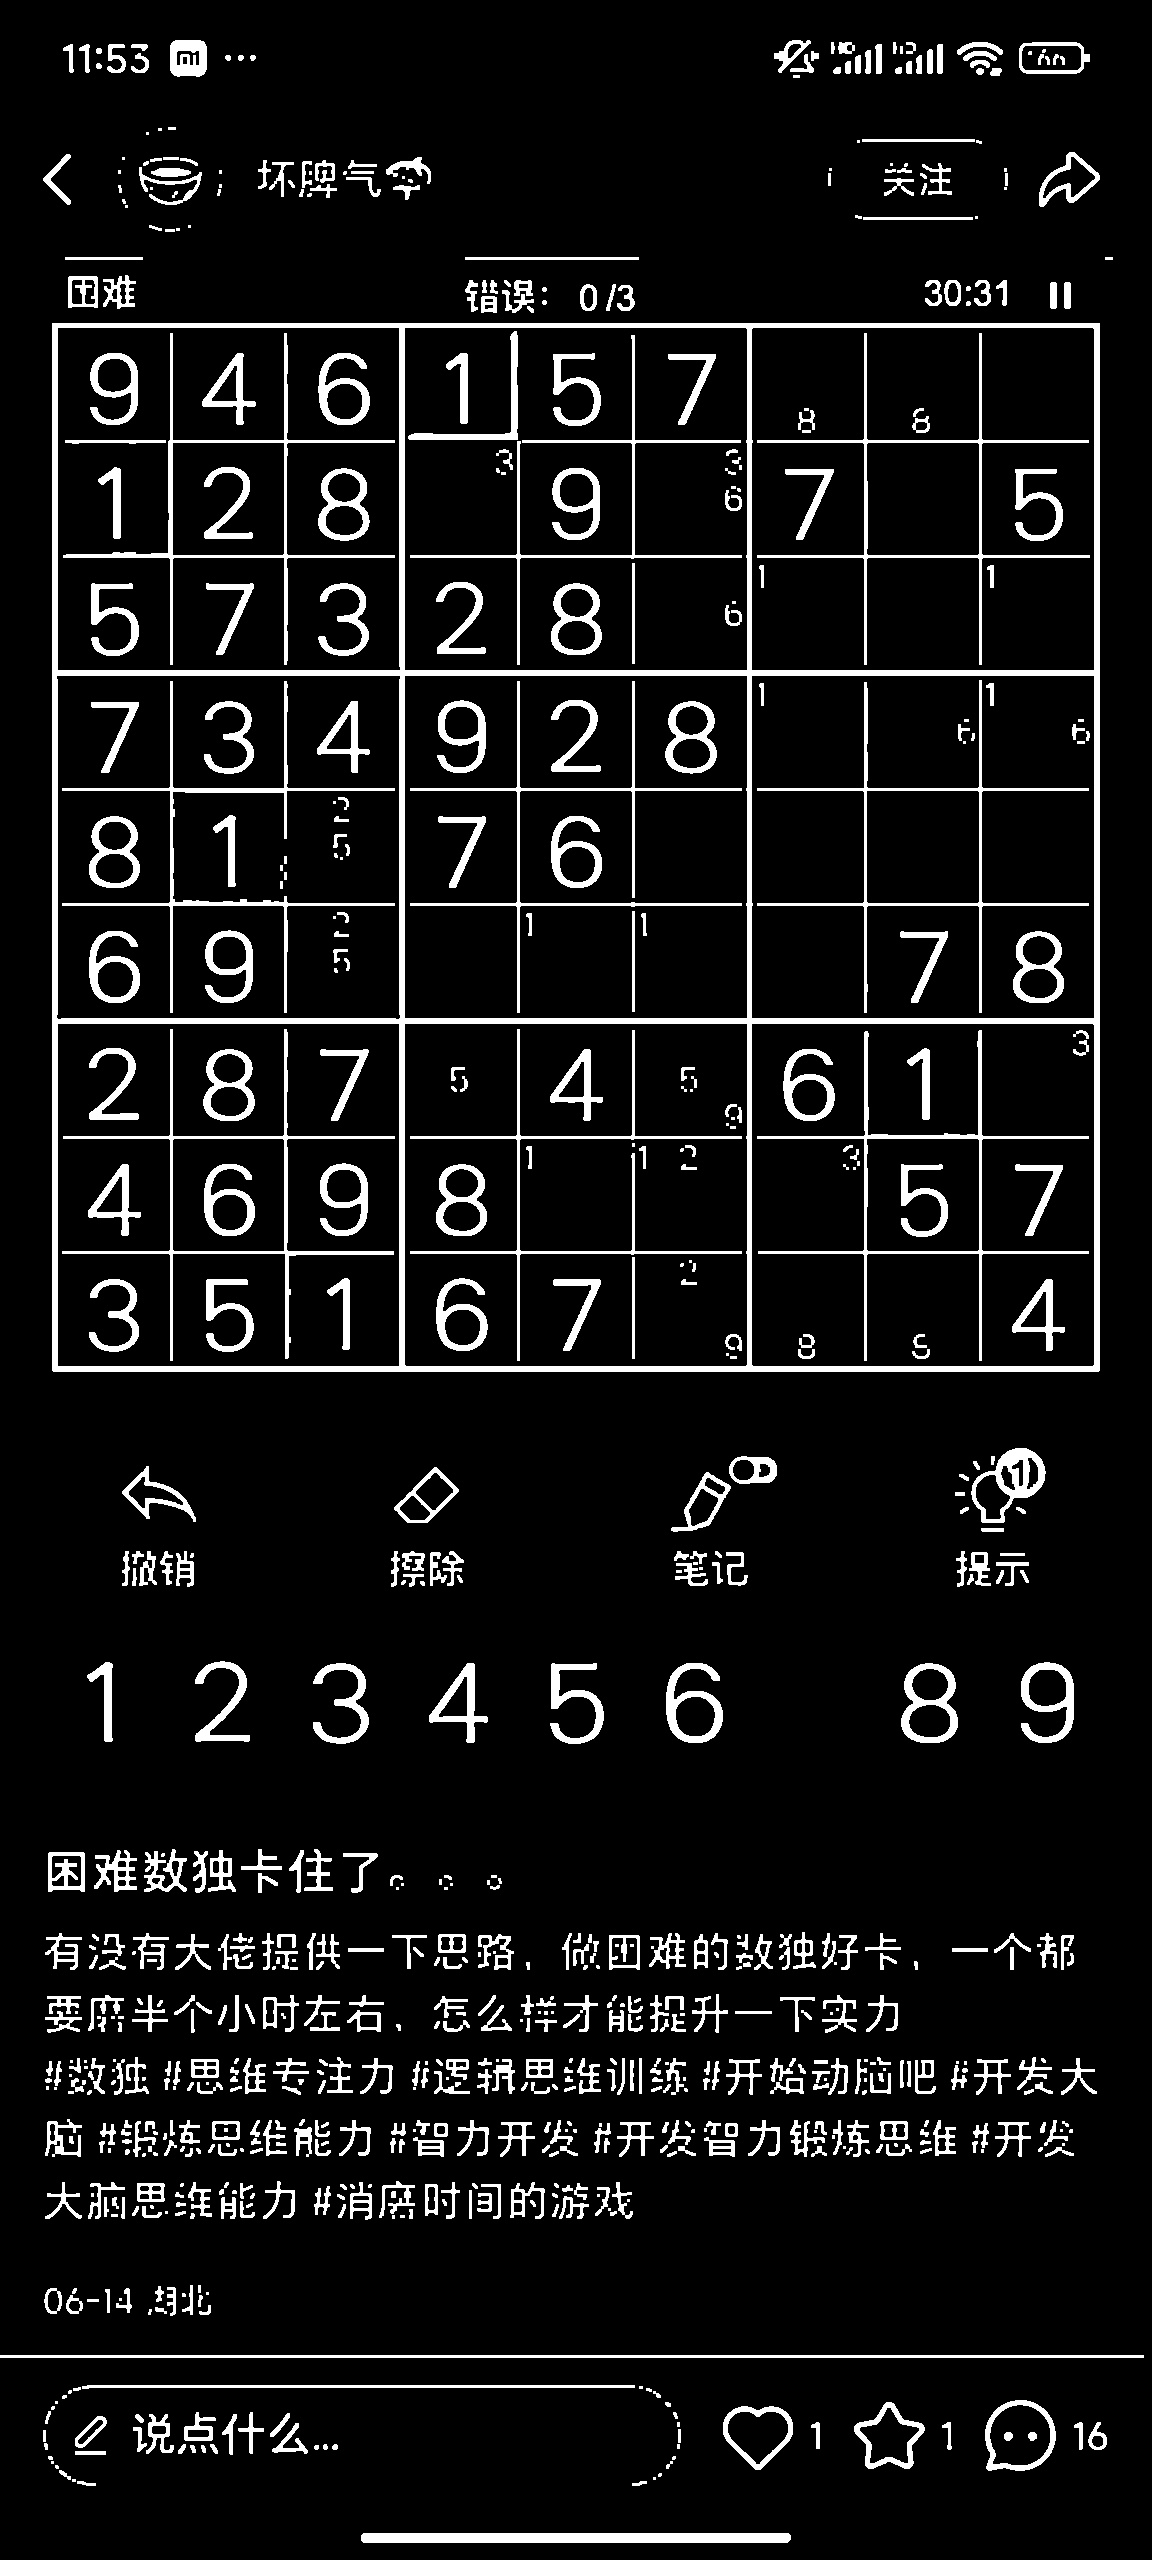 11:53
坏脾气
关注
困难 错误： 0/3 30:31
9 4 6 1 5 7 8 8
1 2 8 3 9 3 6 7 5
5 7 3 2 8 6 1 1
7 3 4 9 2 8 1 6 1 6
8 1 2 5 7 6
6 9 2 5 1 1 7 8
2 8 7 5 4 5 9 6 1 3
4 6 9 8 1 1 2 3 5 7
3 5 1 6 7 2 9 8 8 4
1
撤销 擦除 笔记 提示
1 2 3 4 5 6 8 9
困难数独卡住了。。。
有没有大佬提供一下思路，做困难的数独好卡，一个都
要磨半个小时左右，怎么样才能提升一下实力
#数独 #思维专注力 #逻辑思维训练 #开始动脑吧 #开发大
脑 #锻炼思维能力 #智力开发 #开发智力锻炼思维 #开发
大脑思维能力 #消磨时间的游戏
06-14 湖北
说点什么... 1 1 16